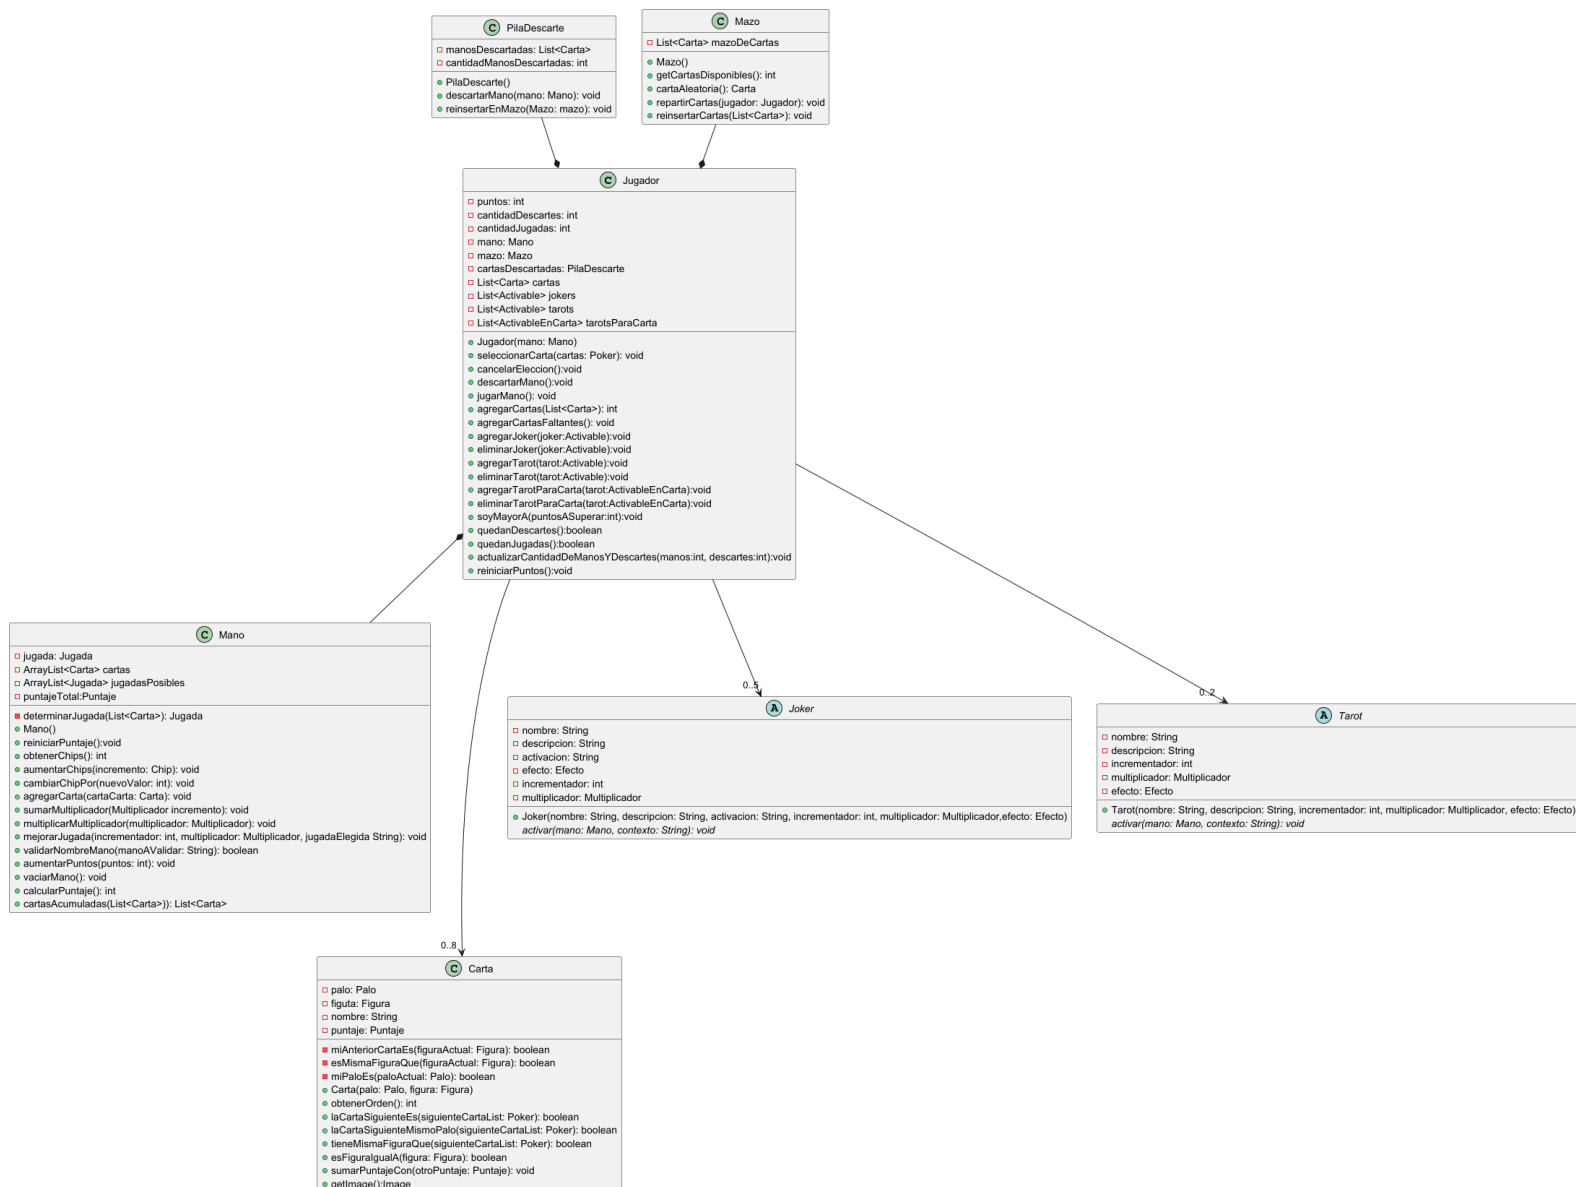 C PilaDescarte
manosDescartadas: List<Carta>
cantidadManosDescartadas: int
PilaDescarte()
descartarMano(mano: Mano): void
reinsertarEnMazo(Mazo: mazo): void
C Mazo
List<Carta> mazoDeCartas
Mazo()
getCartasDisponibles(): int
cartaAleatoria(): Carta
repartirCartas(jugador: Jugador): void
reinsertarCartas(List<Carta>): void
C Jugador
puntos: int
cantidadDescartes: int
cantidadJugadas: int
mano: Mano
mazo: Mazo
cartasDescartadas: PilaDescarte
List<Carta> cartas
List<Activable> jokers
List<Activable> tarots
List<ActivableEnCarta> tarotsParaCarta
Jugador(mano: Mano)
seleccionarCarta(cartas: Poker): void
cancelarEleccion():void
descartarMano():void
jugarMano(): void
agregarCartas(List<Carta>): int
agregarCartasFaltantes(): void
agregarJoker(joker:Activable):void
eliminarJoker(joker:Activable):void
agregarTarot(tarot:Activable):void
eliminarTarot(tarot:Activable):void
agregarTarotParaCarta(tarot:ActivableEnCarta):void
eliminarTarotParaCarta(tarot:ActivableEnCarta):void
soyMayorA(puntosASuperar:int):void
quedanDescartes():boolean
quedanJugadas():boolean
actualizarCantidadDeManosYDescartes(manos:int, descartes:int):void
reiniciarPuntos():void
C Mano
jugada: Jugada
ArrayList<Carta> cartas
ArrayList<Jugada> jugadasPosibles
puntajeTotal:Puntaje
determinarJugada(List<Carta>): Jugada
Mano()
reiniciarPuntaje():void
obtenerChips(): int
aumentarChips(incremento: Chip): void
cambiarChipPor(nuevoValor: int): void
agregarCarta(cartaCarta: Carta): void
sumarMultiplicador(Multiplicador incremento): void
multiplicarMultiplicador(multiplicador: Multiplicador): void
mejorarJugada(incrementador: int, multiplicador: Multiplicador, jugadaElegida String): void
validarNombreMano(manoAValidar: String): boolean
aumentarPuntos(puntos: int): void
vaciarMano(): void
calcularPuntaje(): int
cartasAcumuladas(List<Carta>)): List<Carta>
0..5
A Joker
nombre: String
descripcion: String
activacion: String
efecto: Efecto
incrementador: int
multiplicador: Multiplicador
Joker(nombre: String, descripcion: String, activacion: String, incrementador: int, multiplicador: Multiplicador,efecto: Efecto)
activar(mano: Mano, contexto: String): void
0..2
A Tarot
nombre: String
descripcion: String
incrementador: int
multiplicador: Multiplicador
efecto: Efecto
Tarot(nombre: String, descripcion: String, incrementador: int, multiplicador: Multiplicador, efecto: Efecto)
activar(mano: Mano, contexto: String): void
0..8
C Carta
palo: Palo
figuta: Figura
nombre: String
puntaje: Puntaje
miAnteriorCartaEs(figuraActual: Figura): boolean
esMismaFiguraQue(figuraActual: Figura): boolean
miPaloEs(paloActual: Palo): boolean
Carta(palo: Palo, figura: Figura)
obtenerOrden(): int
laCartaSiguienteEs(siguienteCartaList: Poker): boolean
laCartaSiguienteMismoPalo(siguienteCartaList: Poker): boolean
tieneMismaFiguraQue(siguienteCartaList: Poker): boolean
esFiguraIgualA(figura: Figura): boolean
sumarPuntajeCon(otroPuntaje: Puntaje): void
getImage():Image